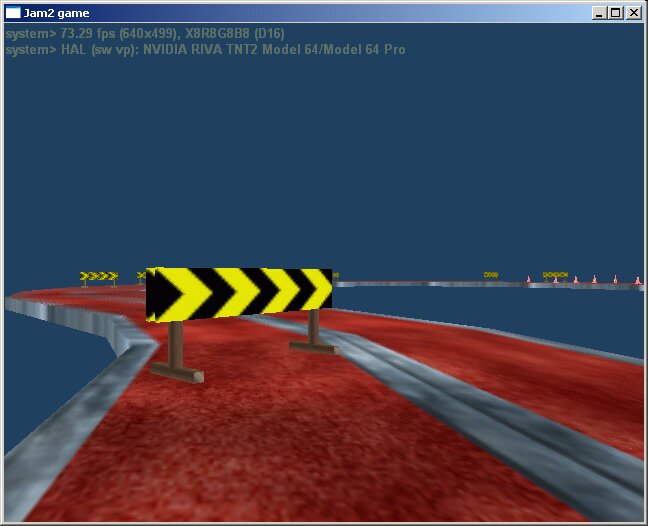 Jam2 game
system> 73.29 fps (640x499), X8R8G8B8 (D16)
system> HAL (sw vp): NVIDIA RIVA TNT2 Model 64/Model 64 Pro